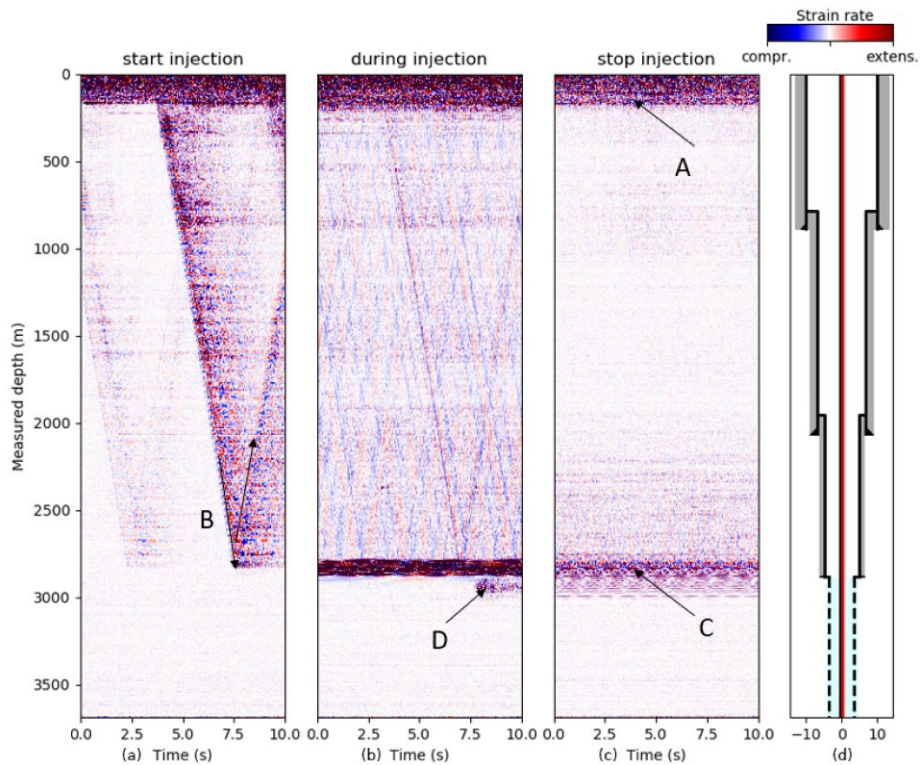 Strain rate
compr. extens.
start injection during injection stop injection
0
500
1000
1500
2000
2500
3000
3500
Measured depth (m)
A
B
C
D
0.0 2.5 5.0 7.5 10.0 0.0 2.5 5.0 7.5 10.0 0.0 2.5 5.0 7.5 10.0 −10 0 10
(a) Time (s) (b) Time (s) (c) Time (s) (d)